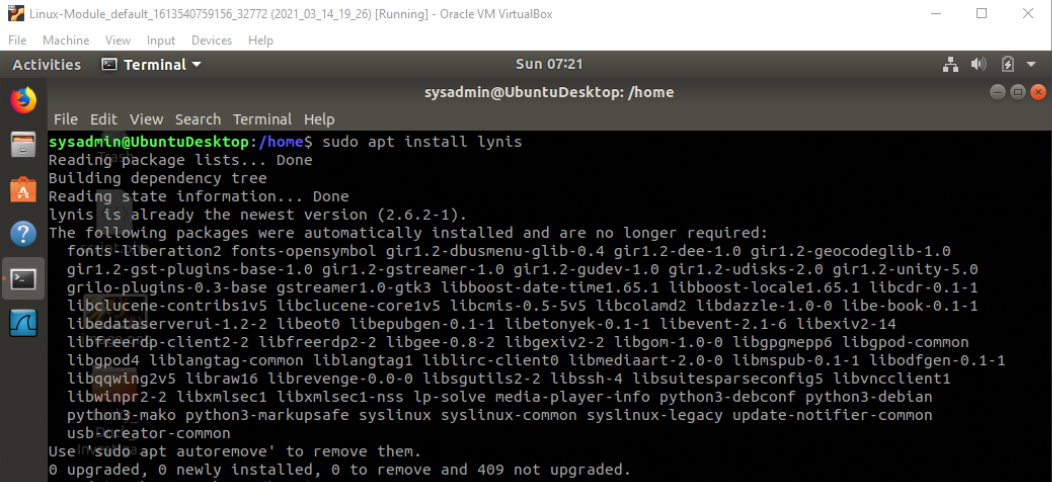 Linux-Module_default_1613540759156_32772 (2021_03_14_19_26) [Running] - Oracle VM VirtualBox
File Machine View Input Devices Help
Activities Terminal Sun 07:21
sysadmin@UbuntuDesktop: /home
File Edit View Search Terminal Help
sysadmin@UbuntuDesktop:/home$ sudo apt install lynis
Reading package lists... Done
Building dependency tree
Reading state information... Done
lynis is already the newest version (2.6.2-1).
The following packages were automatically installed and are no longer required:
fonts-liberation2 fonts-opensymbol gir1.2-dbusmenu-glib-0.4 gir1.2-dee-1.0 gir1.2-geocodeglib-1.0
gir1.2-gst-plugins-base-1.0 gir1.2-gstreamer-1.0 gir1.2-gudev-1.0 gir1.2-udisks-2.0 gir1.2-unity-5.0
grilo-plugins-0.3-base gstreamer1.0-gtk3 libboost-date-time1.65.1 libboost-locale1.65.1 libcdr-0.1-1
libclucene-contribs1v5 libclucene-core1v5 libcmis-0.5-5v5 libcolamd2 libdazzle-1.0-0 libe-book-0.1-1
libedataserverui-1.2-2 libeot0 libepubgen-0.1-1 libetonyek-0.1-1 libevent-2.1-6 libexiv2-14
libfreerdp-client2-2 libfreerdp2-2 libgee-0.8-2 libgexiv2-2 libgom-1.0-0 libgpgmepp6 libgpod-common
libgpod4 liblangtag-common liblangtag1 liblirc-client0 libmediaart-2.0-0 libmspub-0.1-1 libodfgen-0.1-1
libqqwing2v5 libraw16 librevenge-0.0-0 libsgutils2-2 libssh-4 libsuitesparseconfig5 libvncclient1
libwinpr2-2 libxmlsec1 libxmlsec1-nss lp-solve media-player-info python3-debconf python3-debian
python3-mako python3-markupsafe syslinux syslinux-common syslinux-legacy update-notifier-common
usb-creator-common
Use 'sudo apt autoremove' to remove them.
0 upgraded, 0 newly installed, 0 to remove and 409 not upgraded.